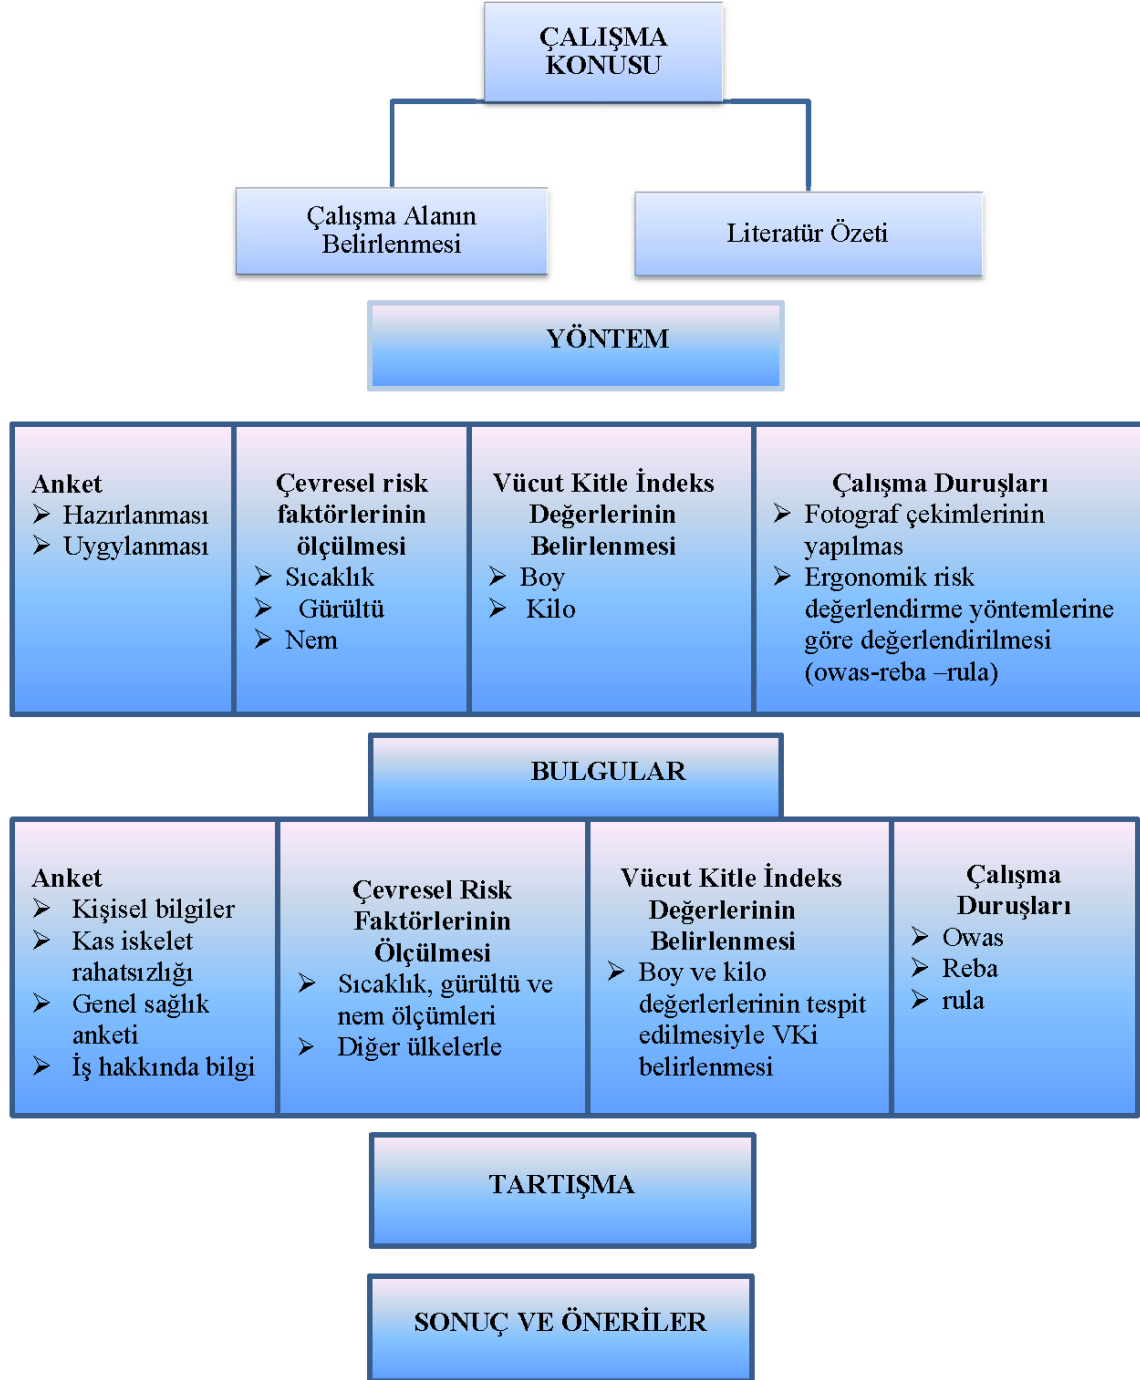 ÇALIŞMA
KONUSU
Çalışma Alanın
Belirlenmesi
Literatür Özeti
YÖNTEM
Anket
➢ Hazırlanması
➢ Uygylanması
Çevresel risk
faktörlerinin
ölçülmesi
➢ Sıcaklık
➢ Gürültü
➢ Nem
Vücut Kitle İndeks
Değerlerinin
Belirlenmesi
➢ Boy
➢ Kilo
Çalışma Duruşları
➢ Fotograf çekimlerinin
yapılmas
➢ Ergonomik risk
değerlendirme yöntemlerine
göre değerlendirilmesi
(owas-reba –rula)
BULGULAR
Anket
➢ Kişisel bilgiler
➢ Kas iskelet
rahatsızlığı
➢ Genel sağlık
anketi
➢ İş hakkında bilgi
Çevresel Risk
Faktörlerinin
Ölçülmesi
➢ Sıcaklık, gürültü ve
nem ölçümleri
➢ Diğer ülkelerle
Vücut Kitle İndeks
Değerlerinin
Belirlenmesi
➢ Boy ve kilo
değerlerlerinin tespit
edilmesiyle VKi
belirlenmesi
Çalışma
Duruşları
➢ Owas
➢ Reba
➢ rula
TARTIŞMA
SONUÇ VE ÖNERİLER